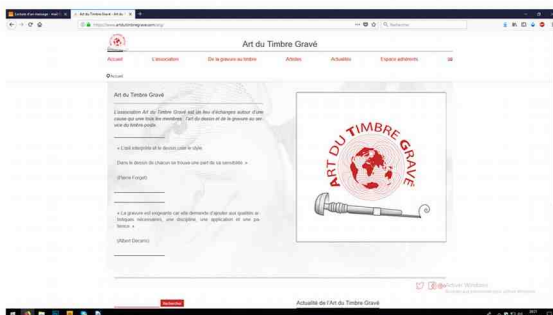 Art du Timbre Gravé
Accueil L'association De la gravure au timbre Articles Actualités Espace adhérents
Accueil
Art du Timbre Gravé
L'association Art du Timbre Gravé est un lieu d'échanges autour d'une
cause qui unie tous les membres : l'art du dessin et de la gravure au ser-
vice du timbre-poste.
« L'œil interprète et le dessin crée le style.
Dans le dessin de chacun se trouve une part de sa sensibilité. »
(Pierre Forget)
« La gravure est exigeante car elle demande d'ajouter aux qualités ar-
tistiques nécessaires, une discipline, une application et une pa-
tience. »
(Albert Decaris)
ART DU TIMBRE GRAVÉ
Activer Windows
Rechercher
Actualité de l'Art du Timbre Gravé